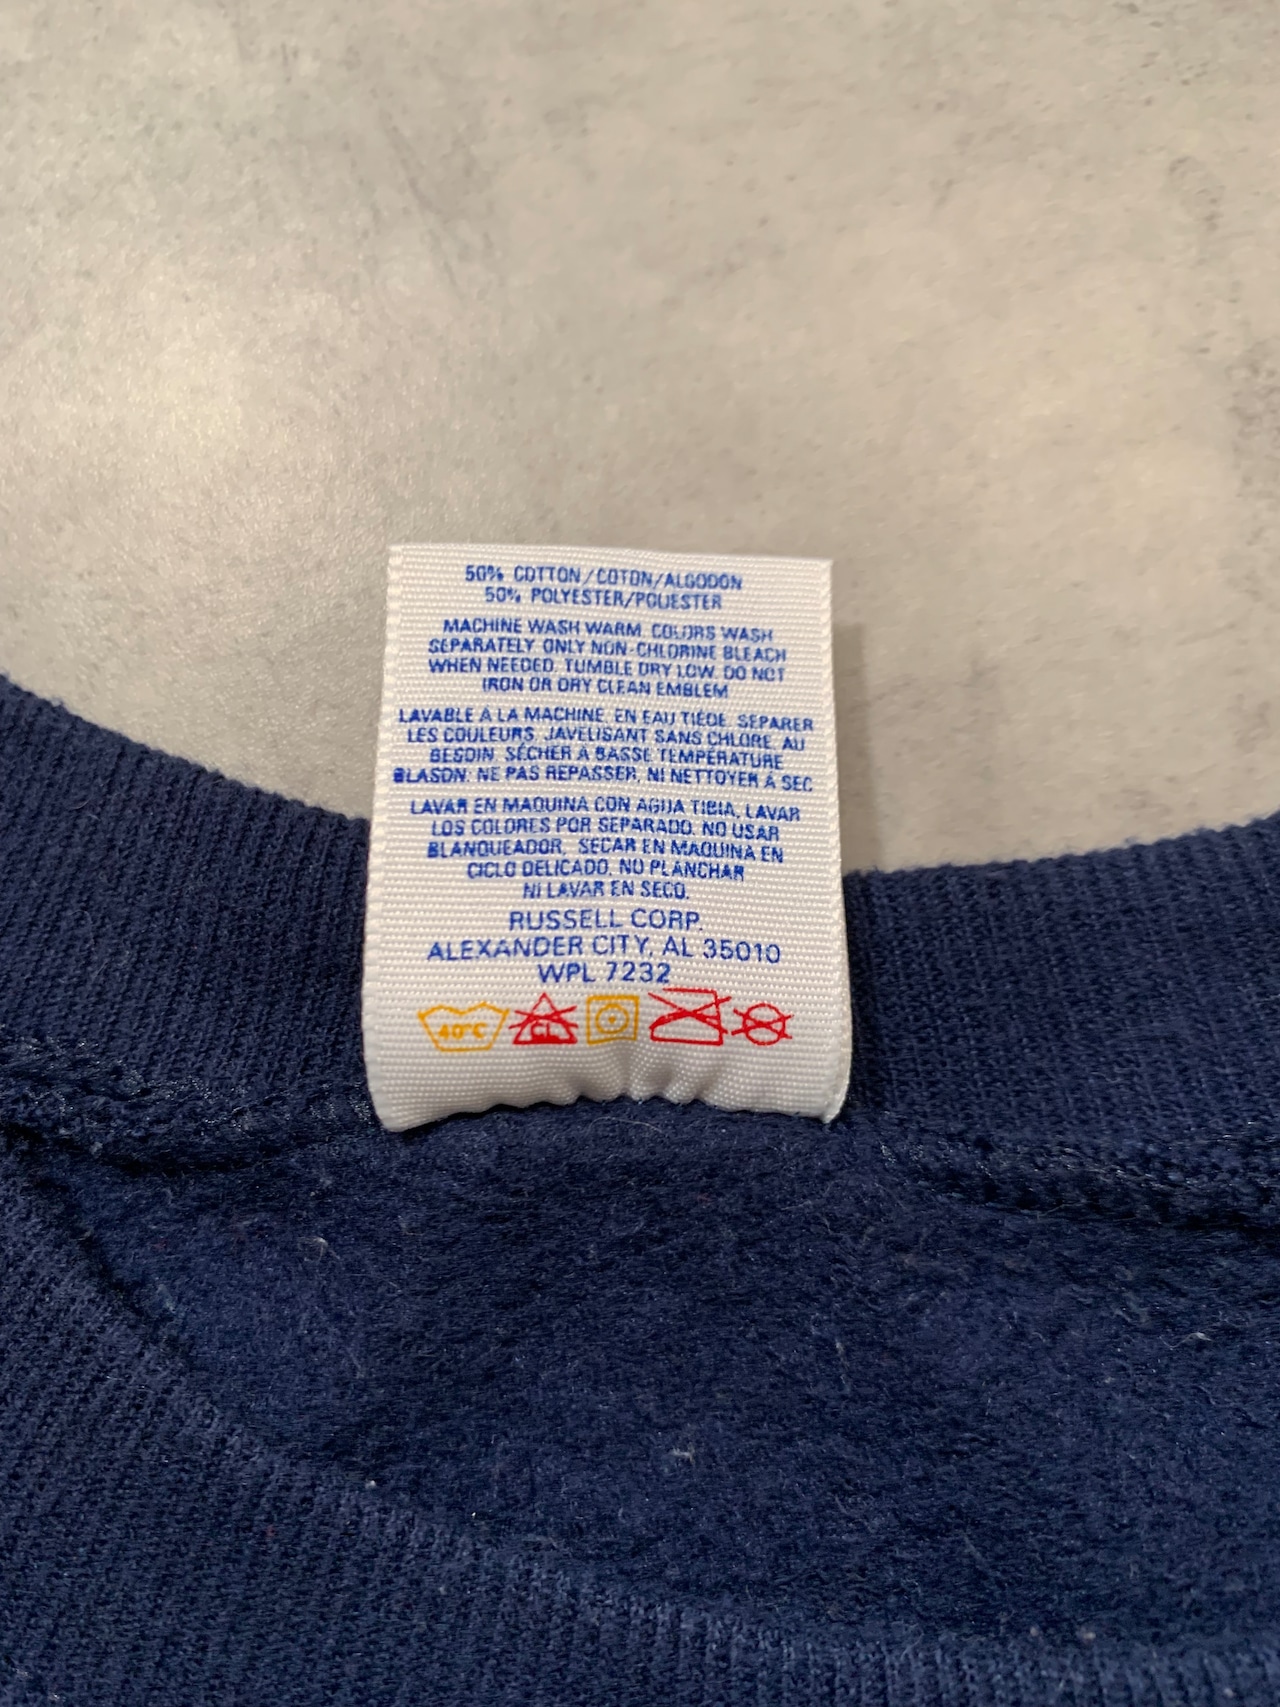 50% COTTON/COTON/ALGODON
50% POLYESTER/POLIESTER
MACHINE WASH WARM. COLORS WASH
SEPARATELY. ONLY NON-CHLORINE BLEACH
WHEN NEEDED. TUMBLE DRY LOW. DO NOT
IRON OR DRY CLEAN EMBLEM
LAVABLE À LA MACHINE, EN EAU TIÉDE. SÉPARER
LES COULEURS. JAVELISANT SANS CHLORE, AU
BESOIN. SÉCHER À BASSE TEMPÉRATURE
BLASON: NE PAS REPASSER, NI NETTOYER À SEC
LAVAR EN MAQUINA CON AGUA TIBIA, LAVAR
LOS COLORES POR SEPARADO. NO USAR
BLANQUEADOR, SECAR EN MAQUINA EN
CICLO DELICADO. NO PLANCHAR
NI LAVAR EN SECO.
RUSSELL CORP.
ALEXANDER CITY, AL 35010
WPL 7232
40°C CL